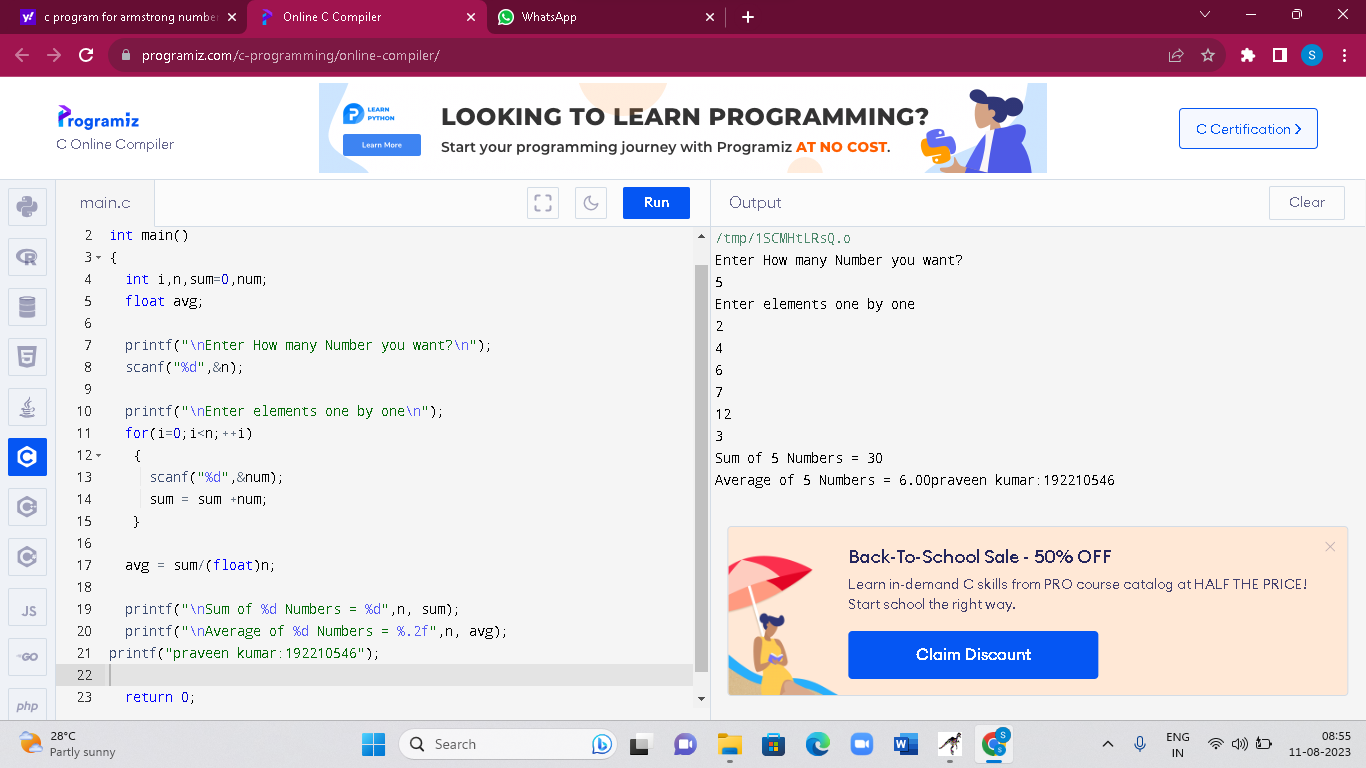 c program for armstrong number
Online C Compiler
WhatsApp
programiz.com/c-programming/online-compiler/
S
Programiz
C Online Compiler
LEARN
PYTHON
Learn More
LOOKING TO LEARN PROGRAMMING?
Start your programming journey with Programiz AT NO COST.
C Certification
main.c
Run
Output
Clear
2 int main()
3 {
4 int i,n,sum=0,num;
5 float avg;
6
7 printf("\nEnter How many Number you want?\n");
8 scanf("%d",&n);
9
10 printf("\nEnter elements one by one\n");
11 for(i=0;i<n;++i)
12 {
13 scanf("%d",&num);
14 sum = sum +num;
15 }
16
17 avg = sum/(float)n;
18
19 printf("\nSum of %d Numbers = %d",n, sum);
20 printf("\nAverage of %d Numbers = %.2f",n, avg);
21 printf("praveen kumar:192210546");
22
23 return 0;
JS
GO
php
/tmp/1SCMHtLRsQ.o
Enter How many Number you want?
5
Enter elements one by one
2
4
6
7
12
3
Sum of 5 Numbers = 30
Average of 5 Numbers = 6.00praveen kumar:192210546
Back-To-School Sale - 50% OFF
Learn in-demand C skills from PRO course catalog at HALF THE PRICE!
Start school the right way.
Claim Discount
28°C
Partly sunny
Search
ENG
IN
08:55
11-08-2023